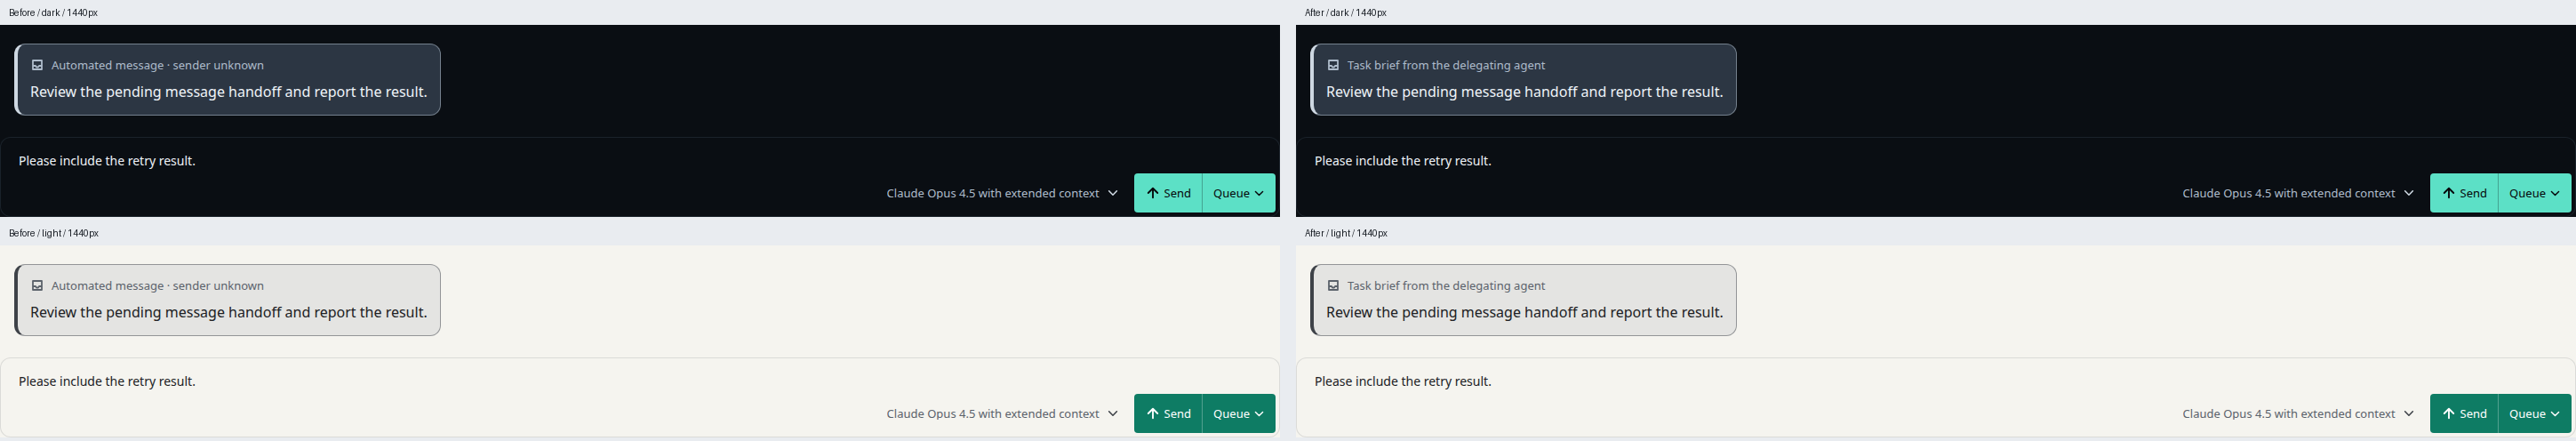 Before / dark / 1440px
Automated message · sender unknown
Review the pending message handoff and report the result.
Please include the retry result.
Claude Opus 4.5 with extended context
Send
Queue
After / dark / 1440px
Task brief from the delegating agent
Review the pending message handoff and report the result.
Please include the retry result.
Claude Opus 4.5 with extended context
Send
Queue
Before / light / 1440px
Automated message · sender unknown
Review the pending message handoff and report the result.
Please include the retry result.
Claude Opus 4.5 with extended context
Send
Queue
After / light / 1440px
Task brief from the delegating agent
Review the pending message handoff and report the result.
Please include the retry result.
Claude Opus 4.5 with extended context
Send
Queue